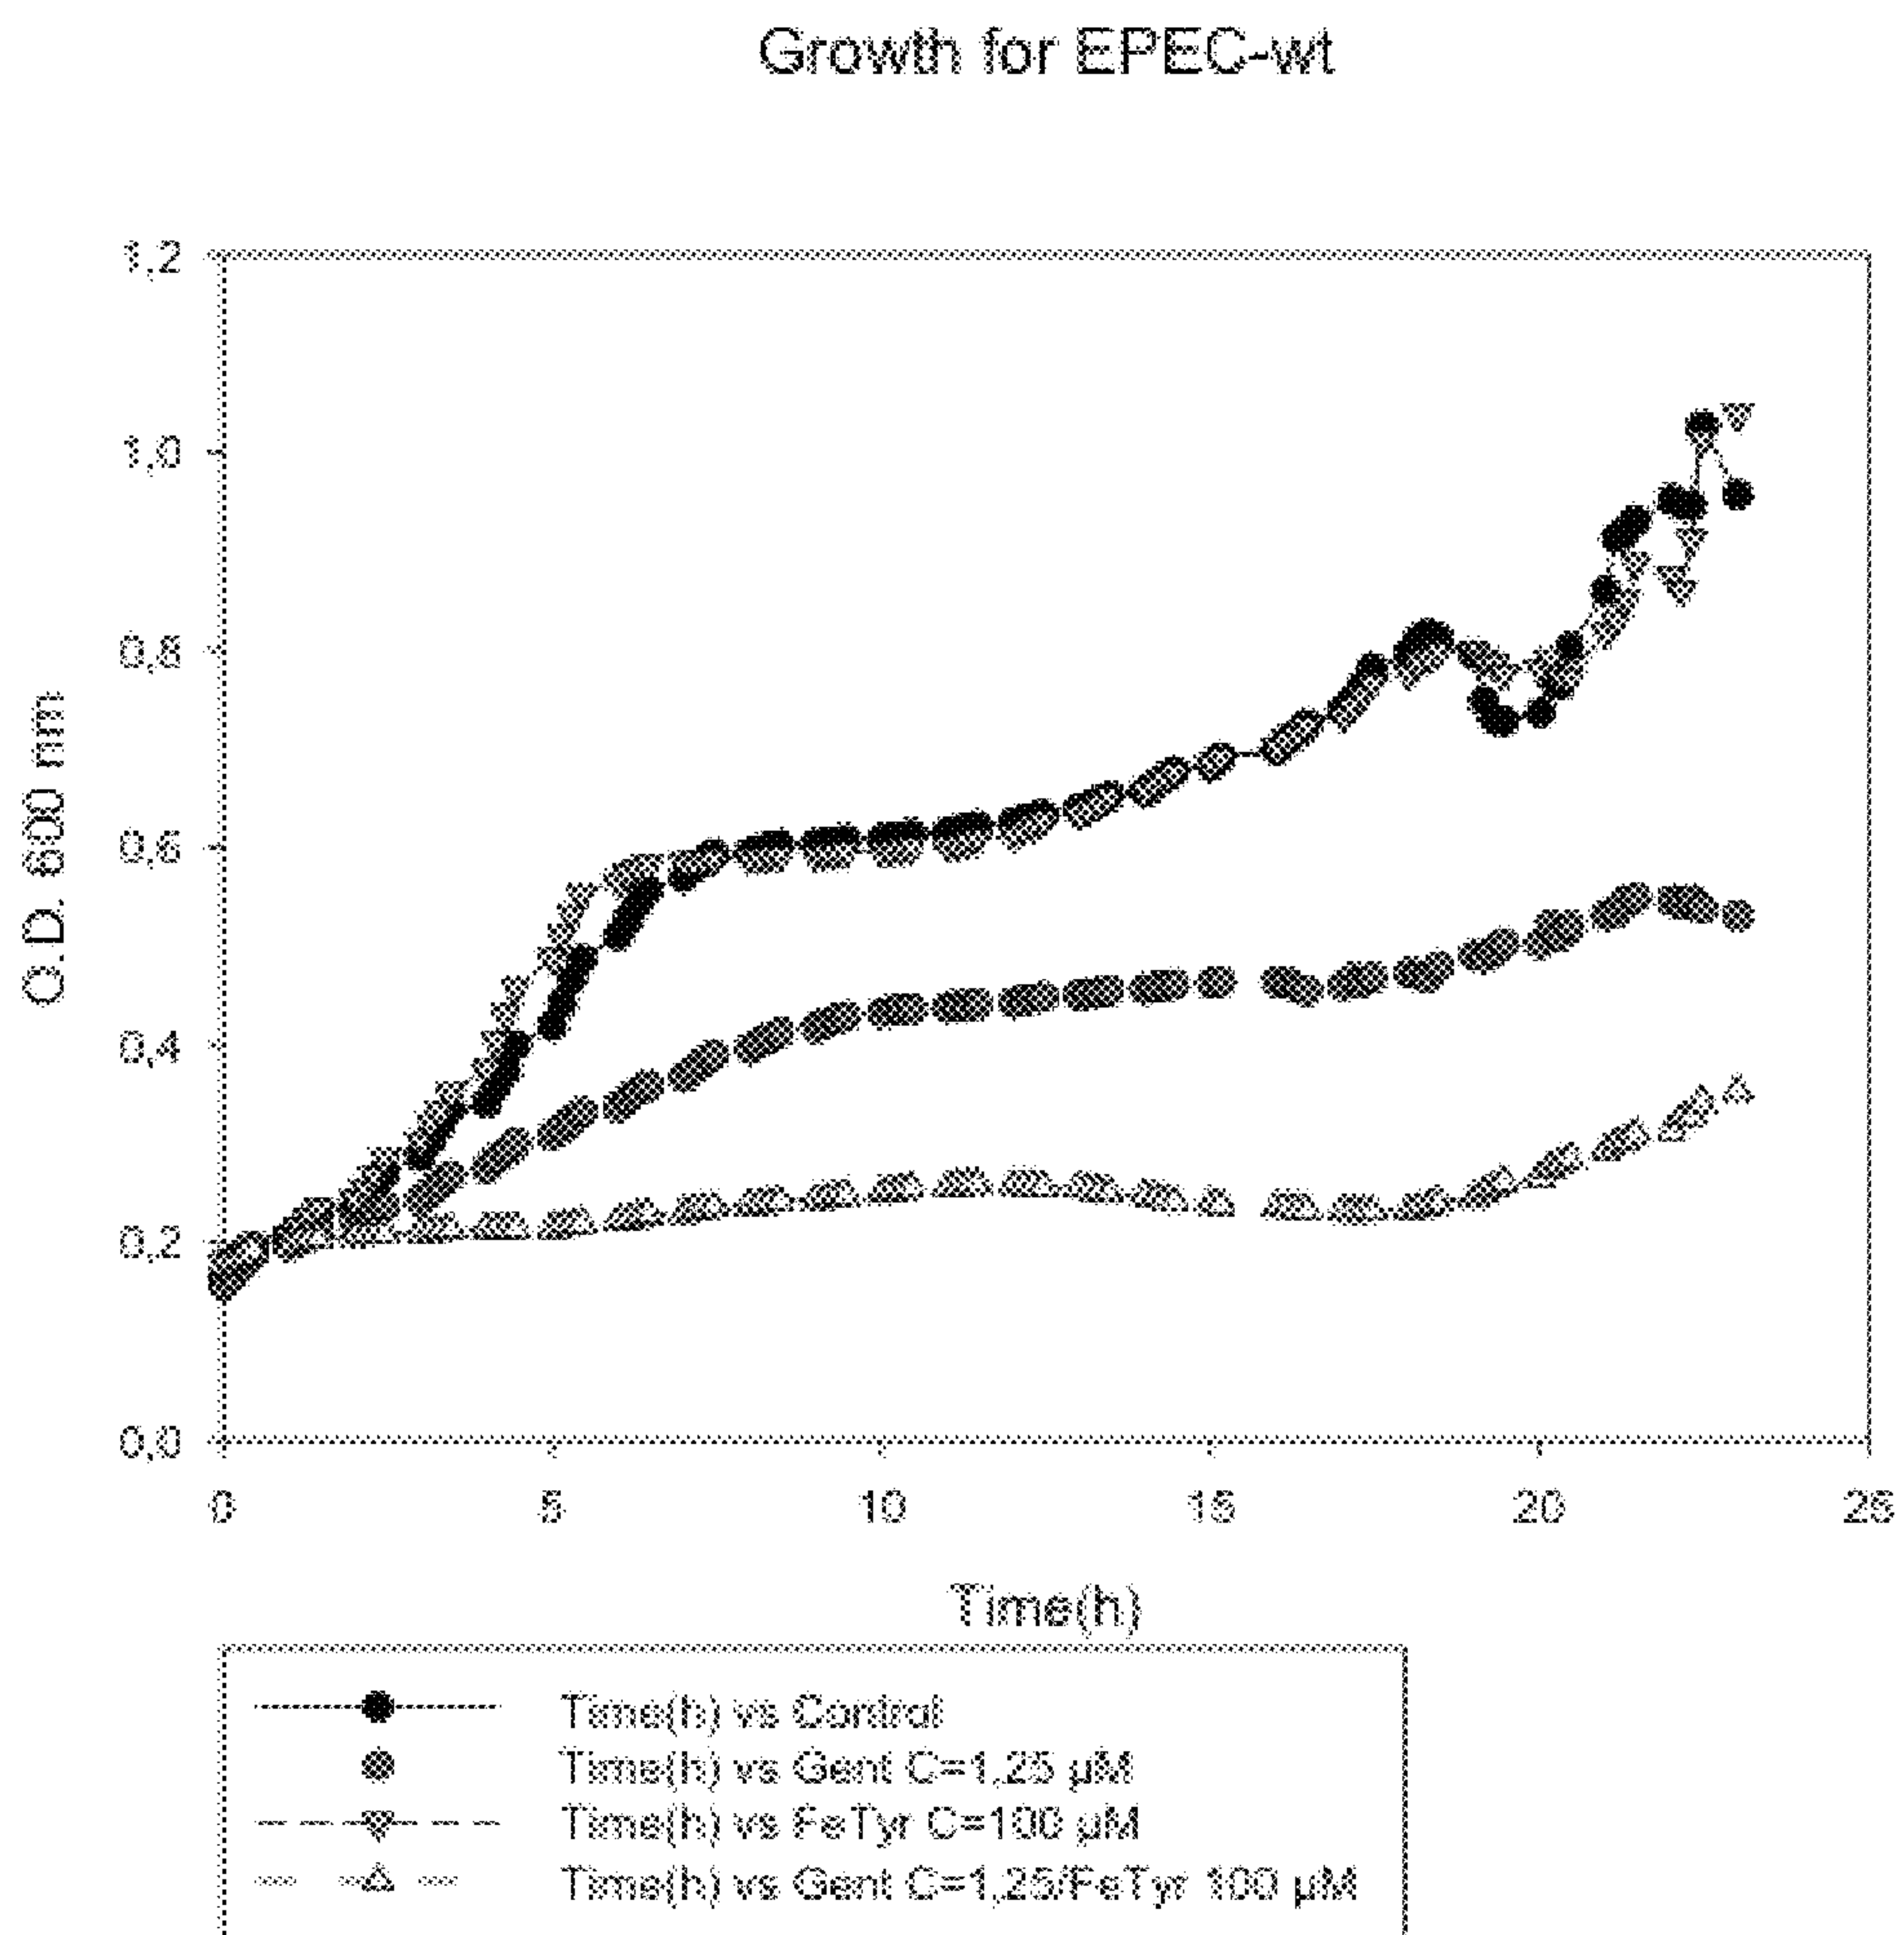 Growth for EPEC-wt
1,2
1,0
0,8
0,6
0,4
0,2
0,0
O.D. 600 nm
0 5 10 15 20 25
Time(h)
Time(h) vs Control
Time(h) vs Gent C=1,25 µM
Time(h) vs FeTyr C=100 µM
Time(h) vs Gent C=1,25/FeTyr 100 µM